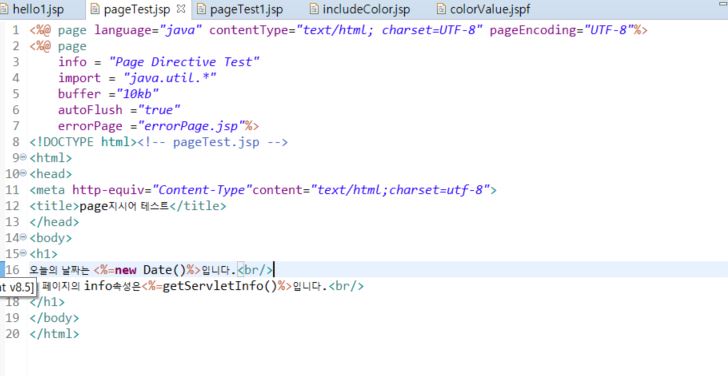 hello1.jsp pageTest.jsp pageTest1.jsp includeColor.jsp colorValue.jspf
1 <%@ page language="java" contentType="text/html; charset=UTF-8" pageEncoding="UTF-8"%>
2 <%@ page
3 info = "Page Directive Test"
4 import = "java.util.*"
5 buffer ="10kb"
6 autoFlush ="true"
7 errorPage ="errorPage.jsp"%>
8 <!DOCTYPE html><!-- pageTest.jsp -->
9 <html>
10 <head>
11 <meta http-equiv="Content-Type"content="text/html;charset=utf-8">
12 <title>page지시어 테스트</title>
13 </head>
14 <body>
15 <h1>
16 오늘의 날짜는 <%=new Date()%>입니다.<br/>
at v8.5] 페이지의 info속성은<%=getServletInfo()%>입니다.<br/>
18 </h1>
19 </body>
20 </html>